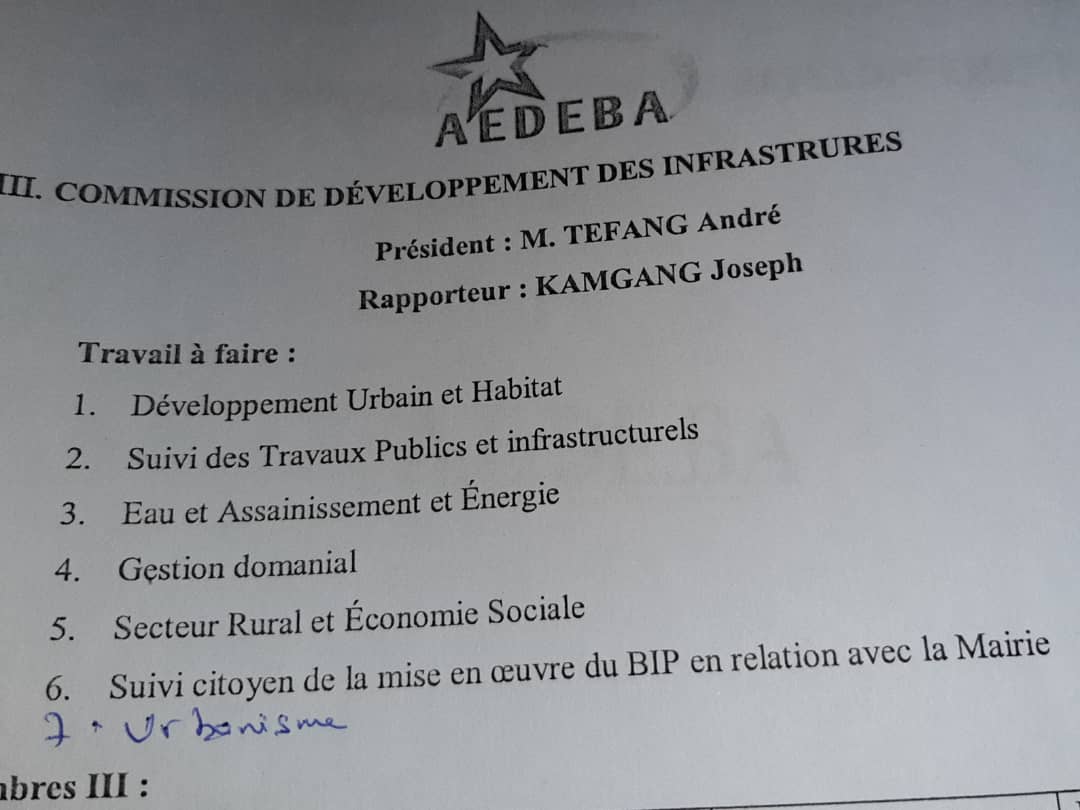 AEDEBA
III. COMMISSION DE DÉVELOPPEMENT DES INFRASTRURES
Président : M. TEFANG André
Rapporteur : KAMGANG Joseph
Travail à faire :
1. Développement Urbain et Habitat
2. Suivi des Travaux Publics et infrastructurels
3. Eau et Assainissement et Énergie
4. Gestion domanial
5. Secteur Rural et Économie Sociale
6. Suivi citoyen de la mise en œuvre du BIP en relation avec la Mairie
7. Urbanisme
mbres III :